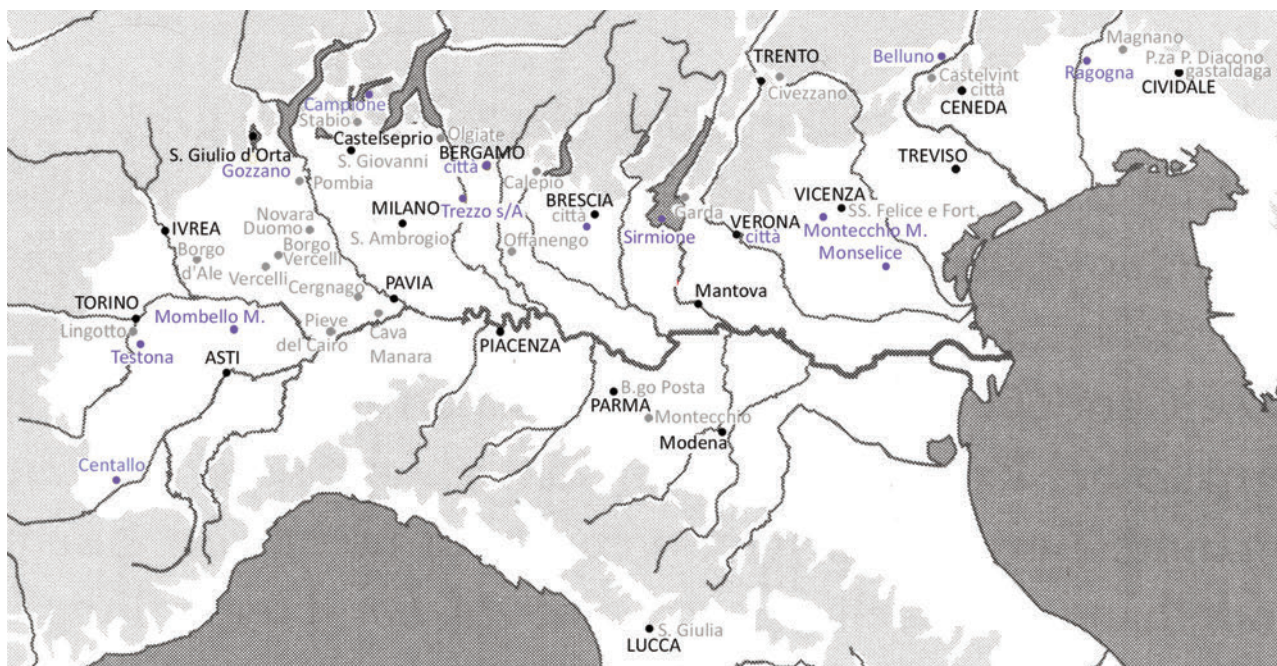 Magnano
TRENTO
Belluno
P.za P. Diacono
Castelvint
città
Ragogna
gastaldaga
Civezzano
CIVIDALE
Campione
CENEDA
Stabio
Castelseprio
Olgiate
S. Giulio d'Orta
S. Giovanni
BERGAMO
città
TREVISO
Gozzano
Calepio
Pombia
BRESCIA
città
VICENZA
Novara
Duomo
MILANO
Trezzo s/A
Garda
SS. Felice e Fort.
IVREA
VERONA
città
Montecchio M.
Borgo
d'Ale
Borgo
Vercelli
S. Ambrogio
Offanengo
Sirmione
Monselice
Vercelli
Cergnago
PAVIA
Mantova
TORINO
Lingotto
Mombello M.
Pieve
del Cairo
Cava
Manara
PIACENZA
Testona
ASTI
B.go Posta
PARMA
Montecchio
Modena
Centallo
S. Giulia
LUCCA